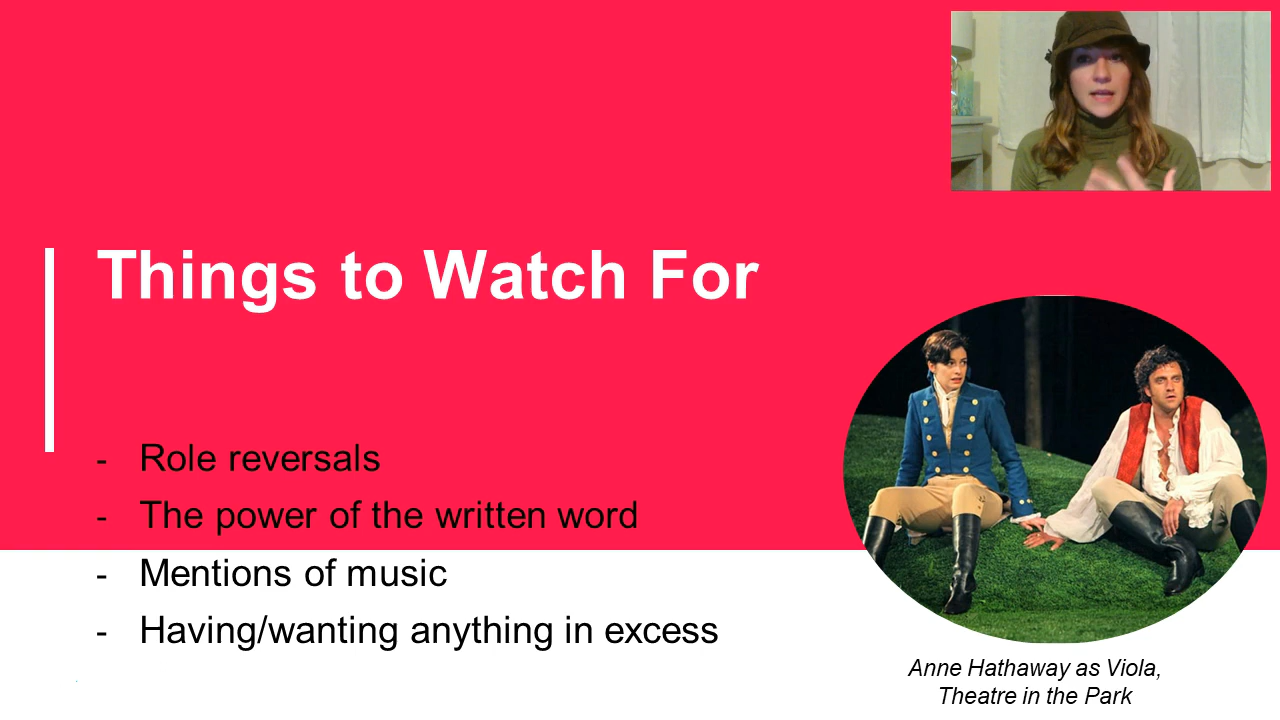 Things to Watch For
- Role reversals
- The power of the written word
- Mentions of music
- Having/wanting anything in excess
Anne Hathaway as Viola,
Theatre in the Park